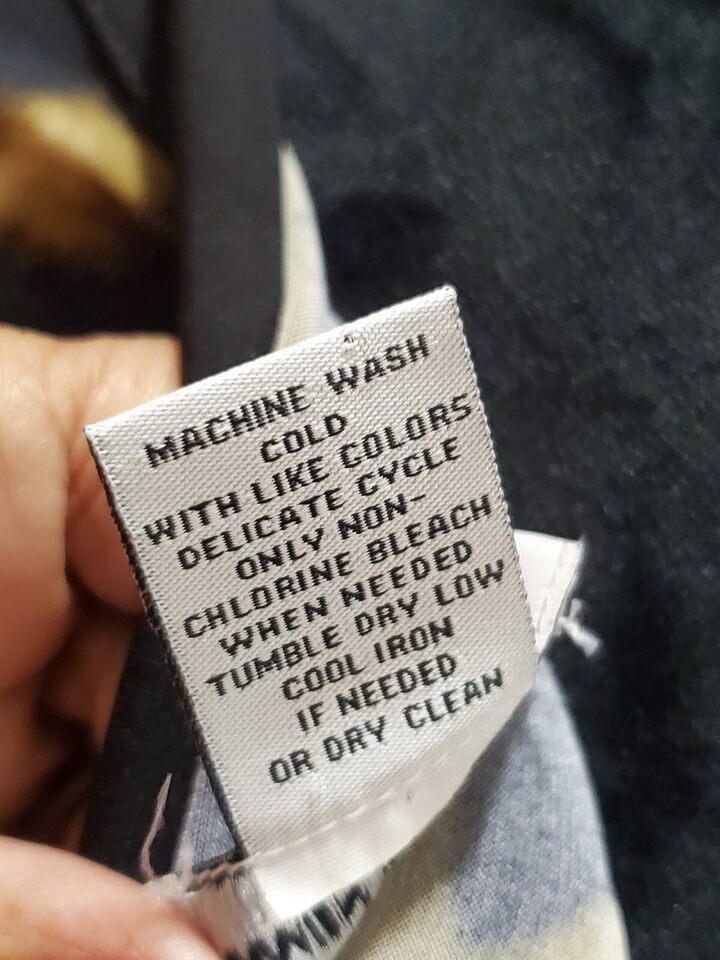 MACHINE WASH
COLD
WITH LIKE COLORS
DELICATE CYCLE
ONLY NON-
CHLORINE BLEACH
WHEN NEEDED
TUMBLE DRY LOW
COOL IRON
IF NEEDED
OR DRY CLEAN